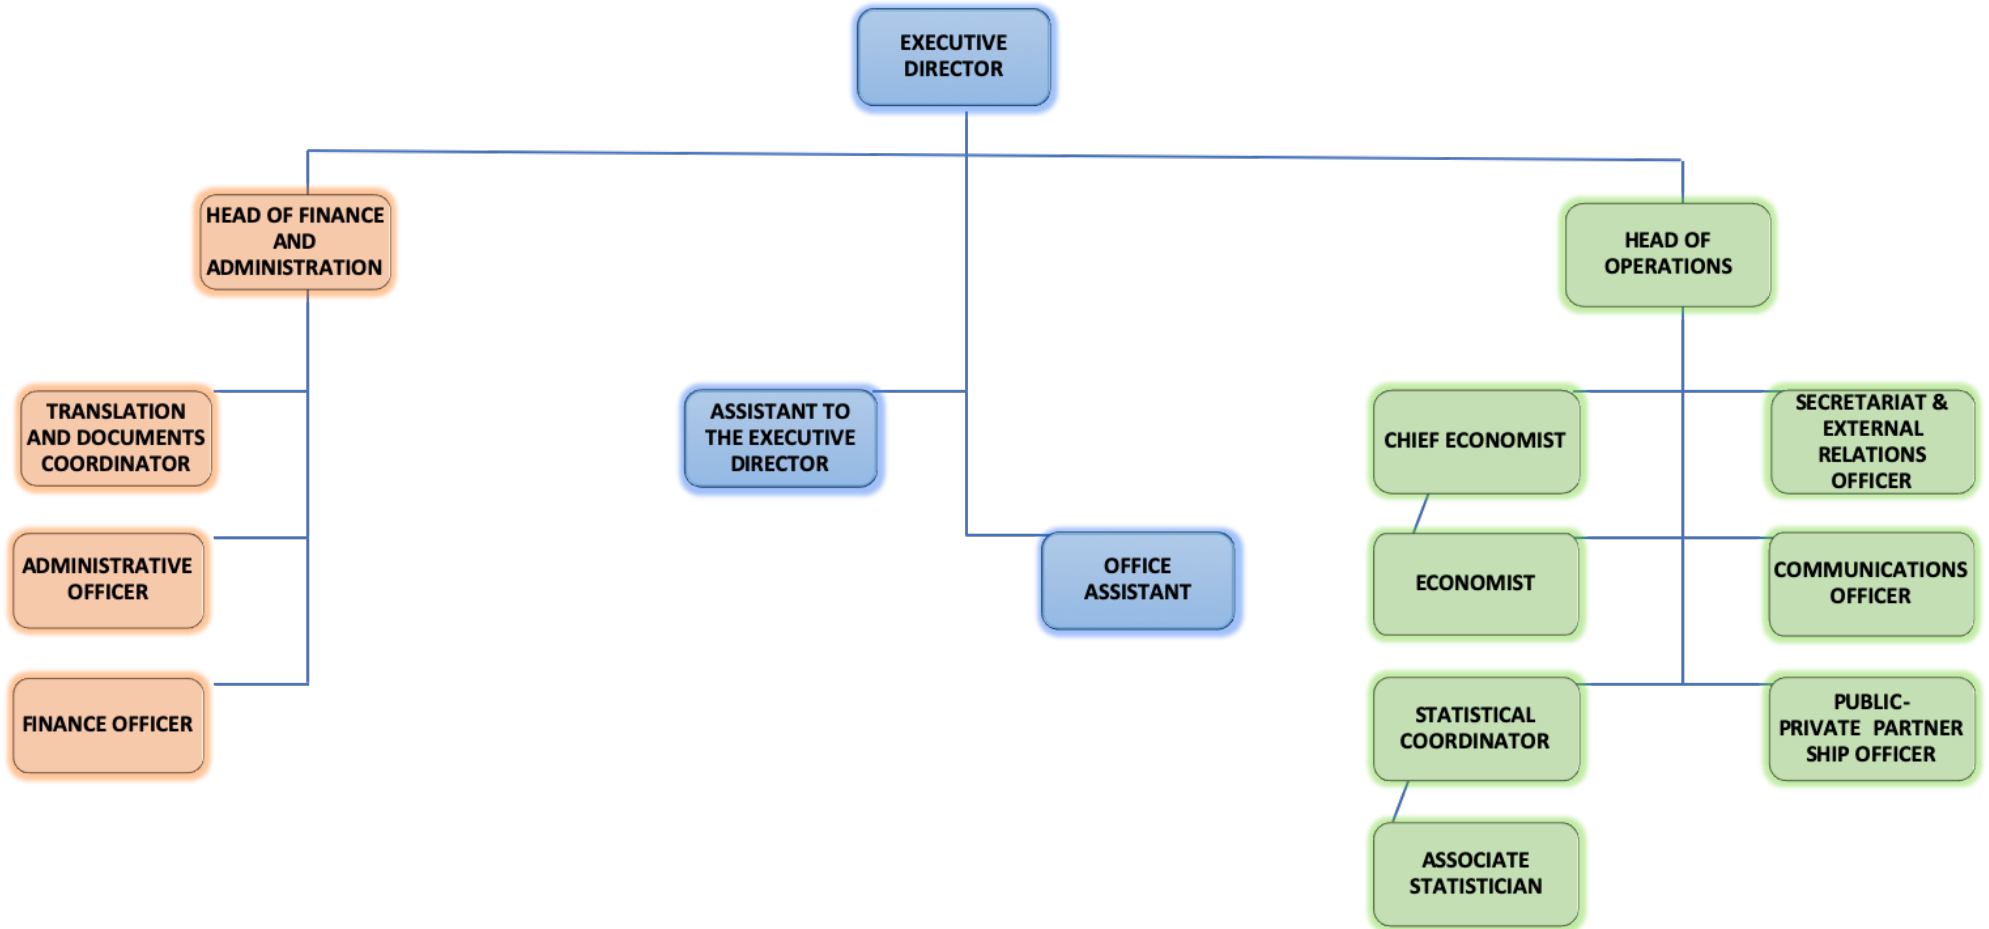 EXECUTIVE
DIRECTOR
HEAD OF FINANCE
AND
ADMINISTRATION
HEAD OF
OPERATIONS
TRANSLATION
AND DOCUMENTS
COORDINATOR
ASSISTANT TO
THE EXECUTIVE
DIRECTOR
CHIEF ECONOMIST
SECRETARIAT &
EXTERNAL
RELATIONS
OFFICER
ADMINISTRATIVE
OFFICER
OFFICE
ASSISTANT
ECONOMIST
COMMUNICATIONS
OFFICER
FINANCE OFFICER
STATISTICAL
COORDINATOR
PUBLIC-
PRIVATE PARTNER
SHIP OFFICER
ASSOCIATE
STATISTICIAN